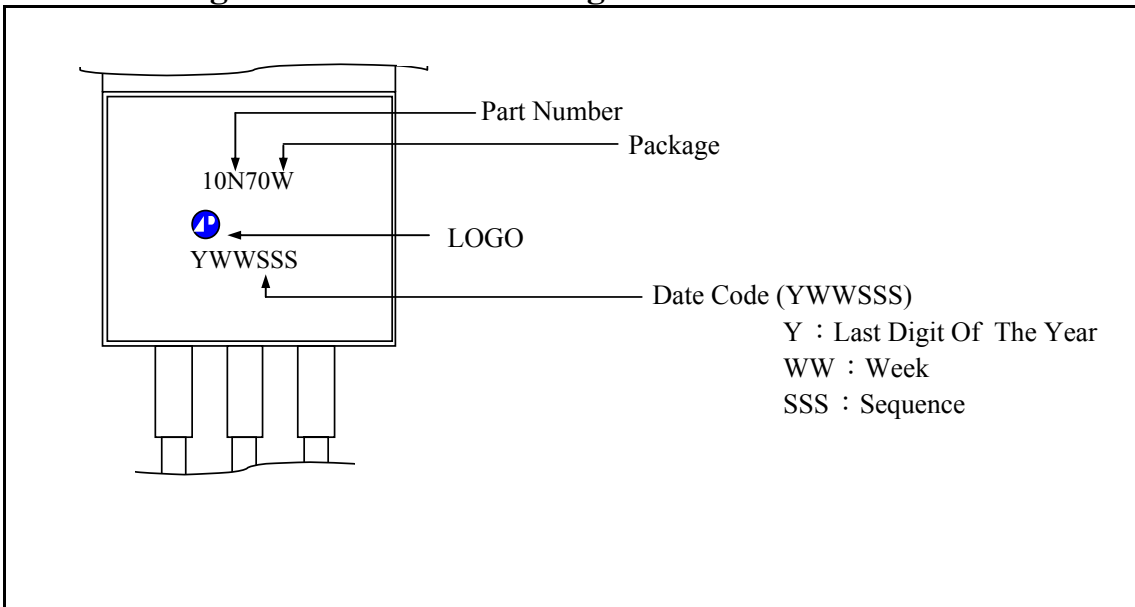 Part Number
Package
10N70W
LOGO
YWWSSS
Date Code (YWWSSS)
Y：Last Digit Of The Year
WW：Week
SSS：Sequence